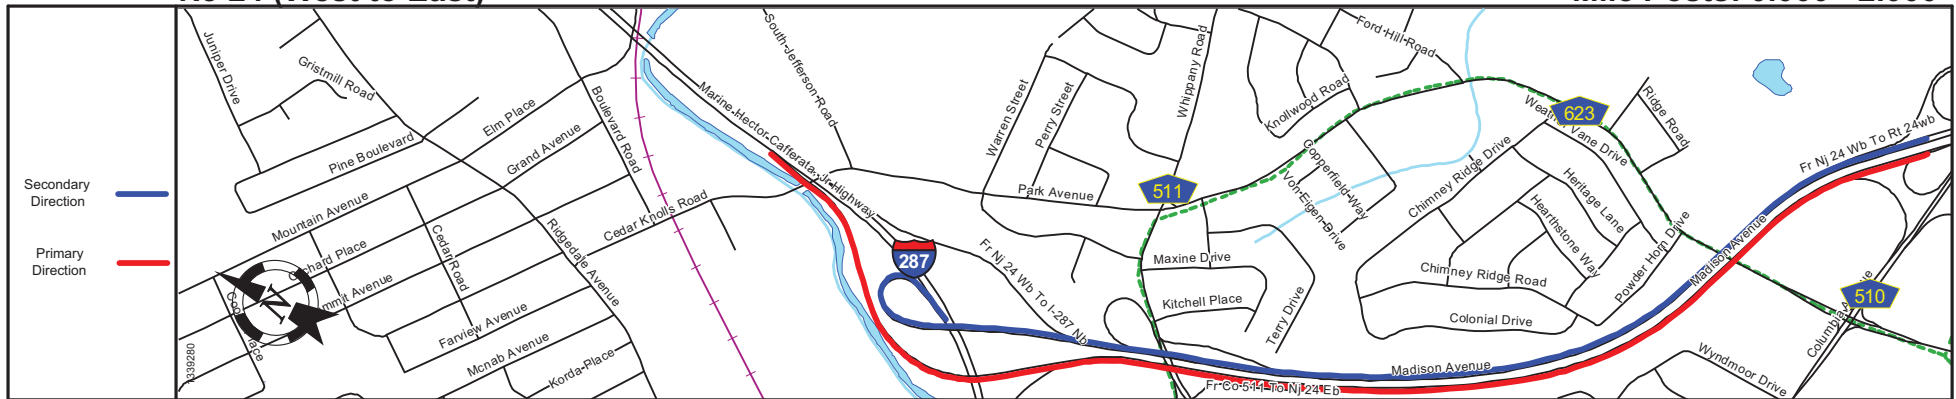 Secondary
Direction
Primary
Direction
Juniper Drive
Gristmill Road
Pine Boulevard
Elm Place
Grand Avenue
Boulevard Road
Mountain Avenue
Orchard Place
Cedar Road
Cedar Knolls Road
Ridgedale Avenue
Farview Avenue
Mcnab Avenue
Korda Place
N
1339280
South Jefferson Road
Marine Hector Cafferata, Jr Highway
287
Fr Nj 24 Wb To I-287 Nb
Warren Street
Perry Street
Whippany Road
Park Avenue
511
Knollwood Road
Ford Hill Road
Copperfield Way
Von Eigen Drive
Maxine Drive
Kitchell Place
Terry Drive
Fr Co 511 To Nj 24 Eb
Madison Avenue
Chimney Ridge Drive
Chimney Ridge Road
Colonial Drive
Hearthstone Way
Heritage Lane
Powder Horn Drive
623
Vane Drive
Ridge Road
Madison Avenue
Fr Nj 24 Wb To Rt 24wb
510
Wyndmoor Drive